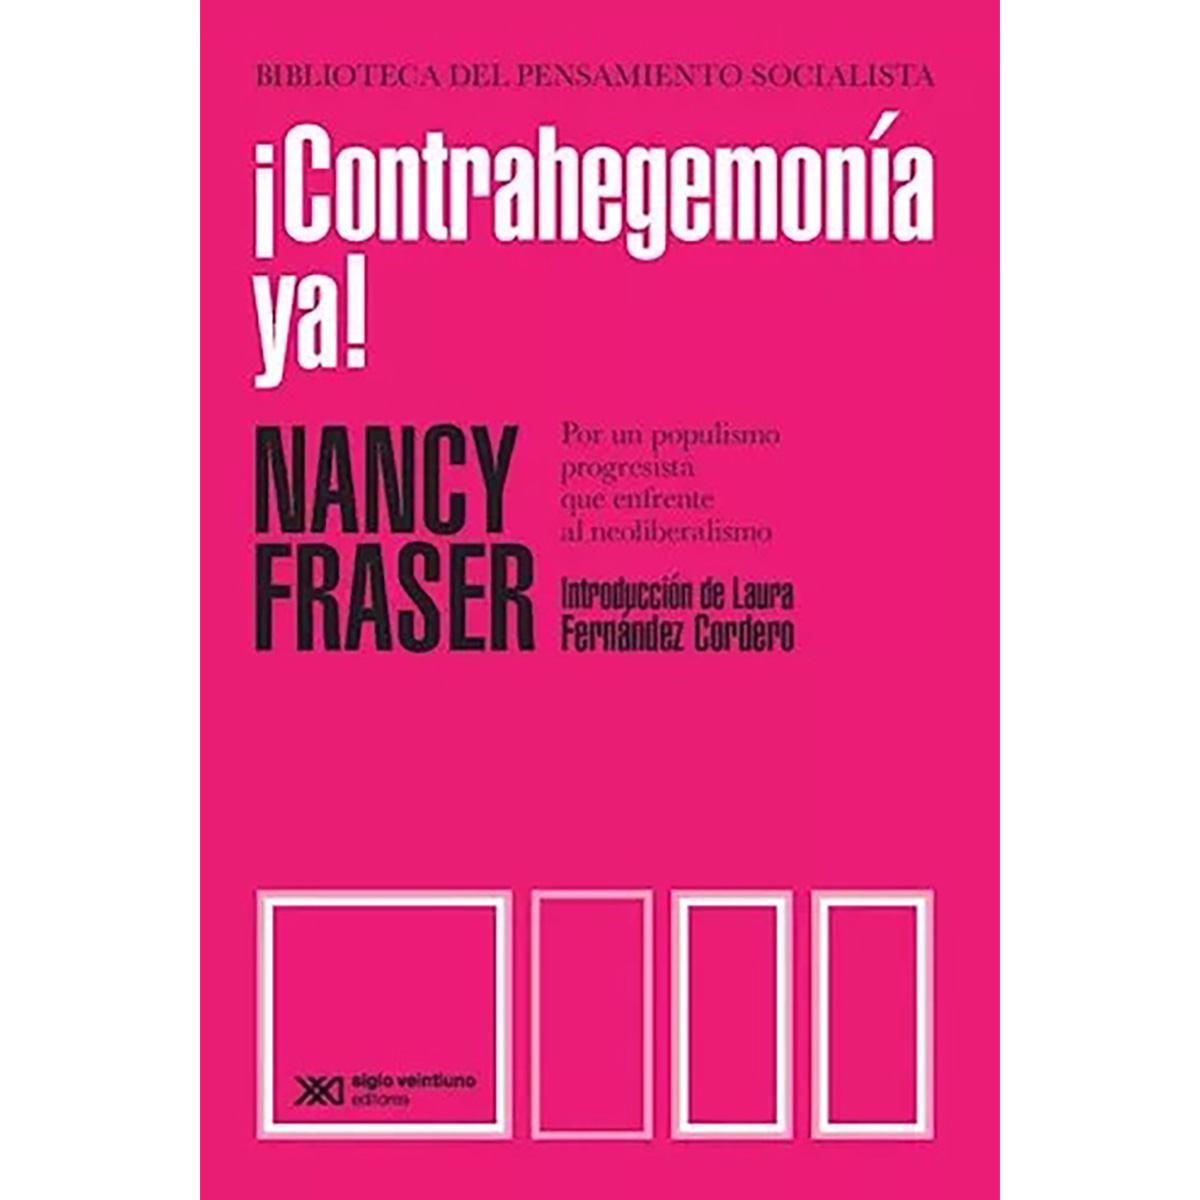 BIBLIOTECA DEL PENSAMIENTO SOCIALISTA
¡Contrahegemonía
ya!
NANCY
FRASER
Por un populismo
progresista
que enfrente
al neoliberalismo
Introducción de Laura
Fernández Cordero
siglo veintiuno
editores